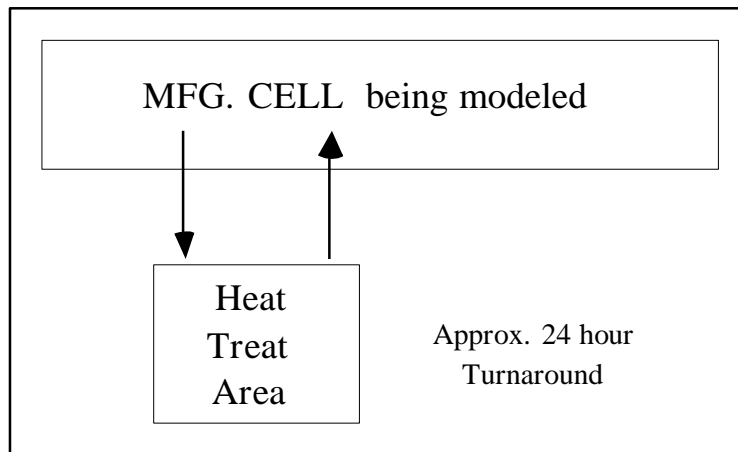 MFG. CELL being modeled
Heat
Treat
Area
Approx. 24 hour
Turnaround